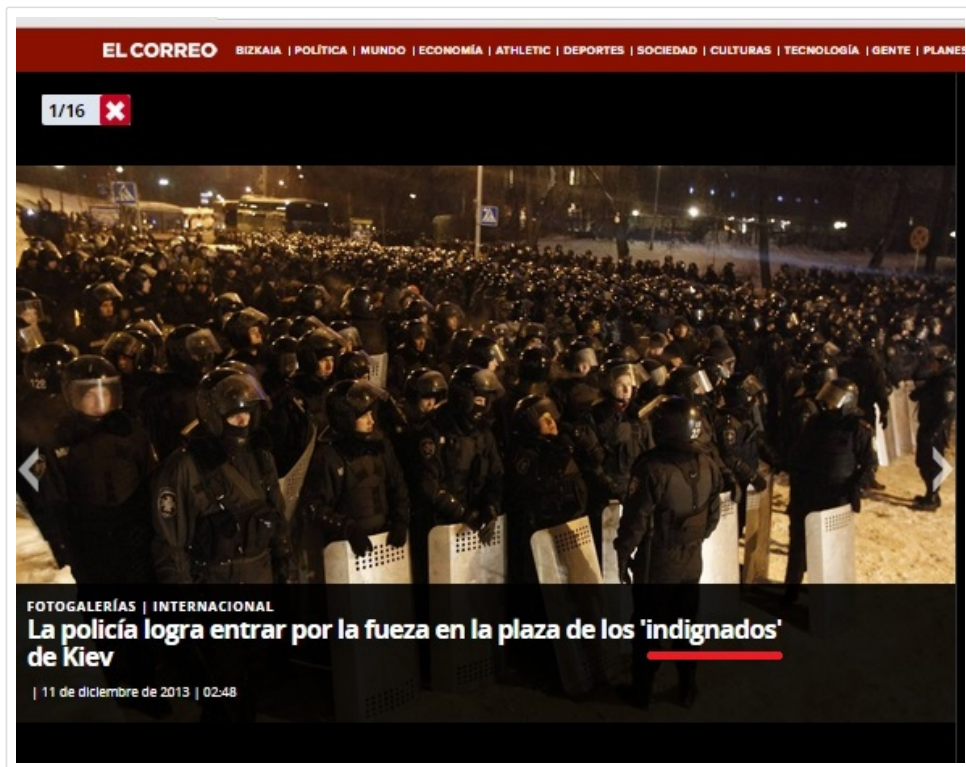 EL CORREO BIZKAIA | POLÍTICA | MUNDO | ECONOMÍA | ATHLETIC | DEPORTES | SOCIEDAD | CULTURAS | TECNOLOGÍA | GENTE | PLANES
1/16
128
FOTOGALERÍAS | INTERNACIONAL
La policía logra entrar por la fueza en la plaza de los 'indignados'
de Kiev
| 11 de diciembre de 2013 | 02:48